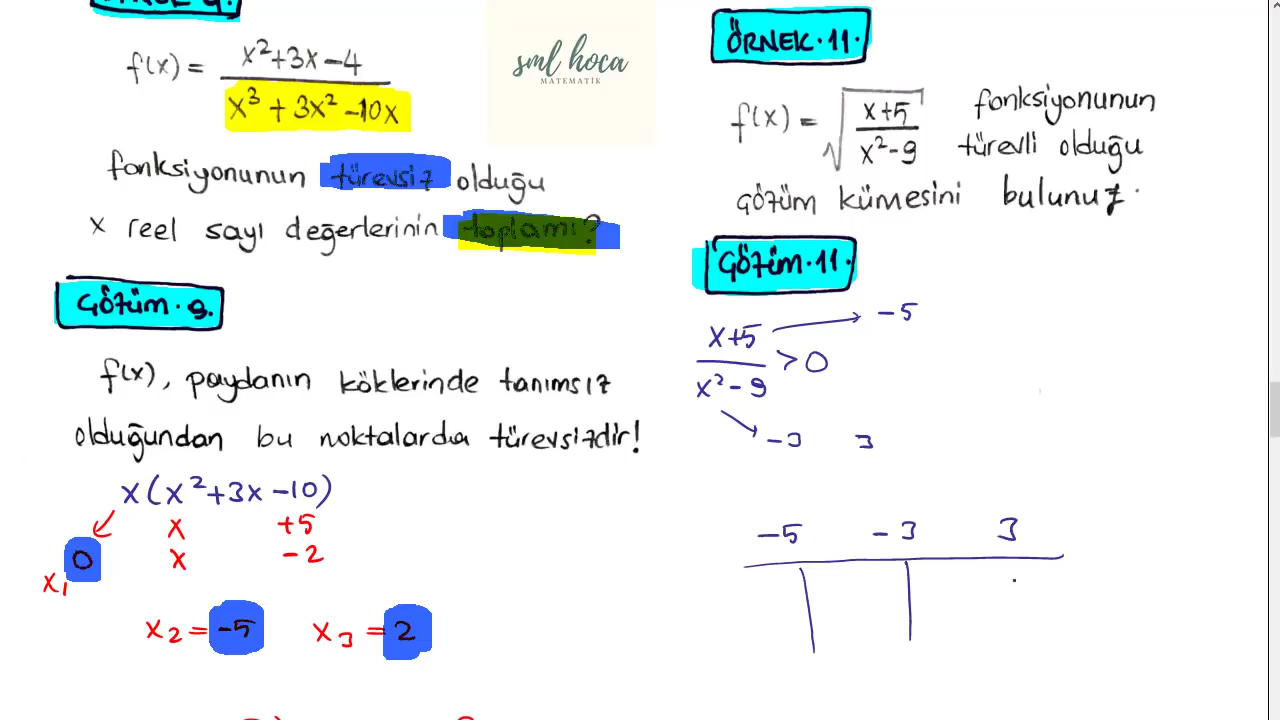 f(x) = x²+3x-4 / x³+3x²-10x
fonksiyonunun türevsiz olduğu
x reel sayı değerlerinin toplamı?
ÇÖZÜM.9.
f(x), paydanın köklerinde tanımsız
olduğundan bu noktalarda türevsizdir!
x(x²+3x-10)
x +5
0 x -2
x₁
x₂ = -5 x₃ = 2
sml hoca
MATEMATİK
ÖRNEK.11.
f(x) = √(x+5 / x²-9) fonksiyonunun
türevli olduğu
çözüm kümesini bulunuz.
ÇÖZÜM.11.
x+5 / x²-9 > 0
-5
-3 3
-5 -3 3